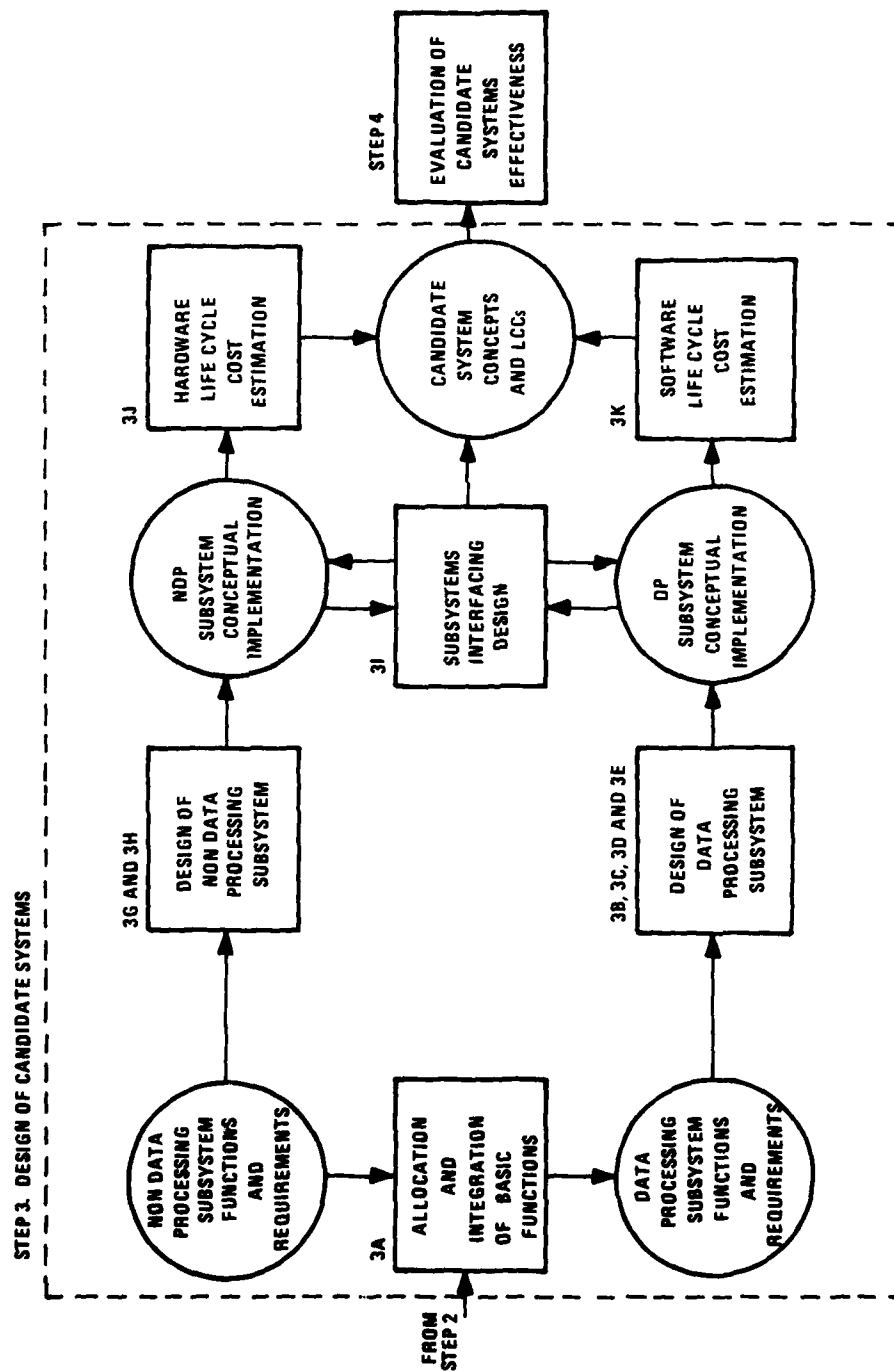 STEP 3. DESIGN OF CANDIDATE SYSTEMS
FROM
STEP 2
NON DATA
PROCESSING
SUBSYSTEM
FUNCTIONS
AND
REQUIREMENTS
3A
ALLOCATION
AND
INTEGRATION
OF BASIC
FUNCTIONS
DATA
PROCESSING
SUBSYSTEM
FUNCTIONS
AND
REQUIREMENTS
3G AND 3H
DESIGN OF
NON DATA
PROCESSING
SUBSYSTEM
3B, 3C, 3D AND 3E
DESIGN OF
DATA
PROCESSING
SUBSYSTEM
NDP
SUBSYSTEM
CONCEPTUAL
IMPLEMENTATION
3I
SUBSYSTEMS
INTERFACING
DESIGN
DP
SUBSYSTEM
CONCEPTUAL
IMPLEMENTATION
3J
HARDWARE
LIFE CYCLE
COST
ESTIMATION
CANDIDATE
SYSTEM
CONCEPTS
AND LCCs
3K
SOFTWARE
LIFE CYCLE
COST
ESTIMATION
STEP 4
EVALUATION OF
CANDIDATE
SYSTEMS
EFFECTIVENESS